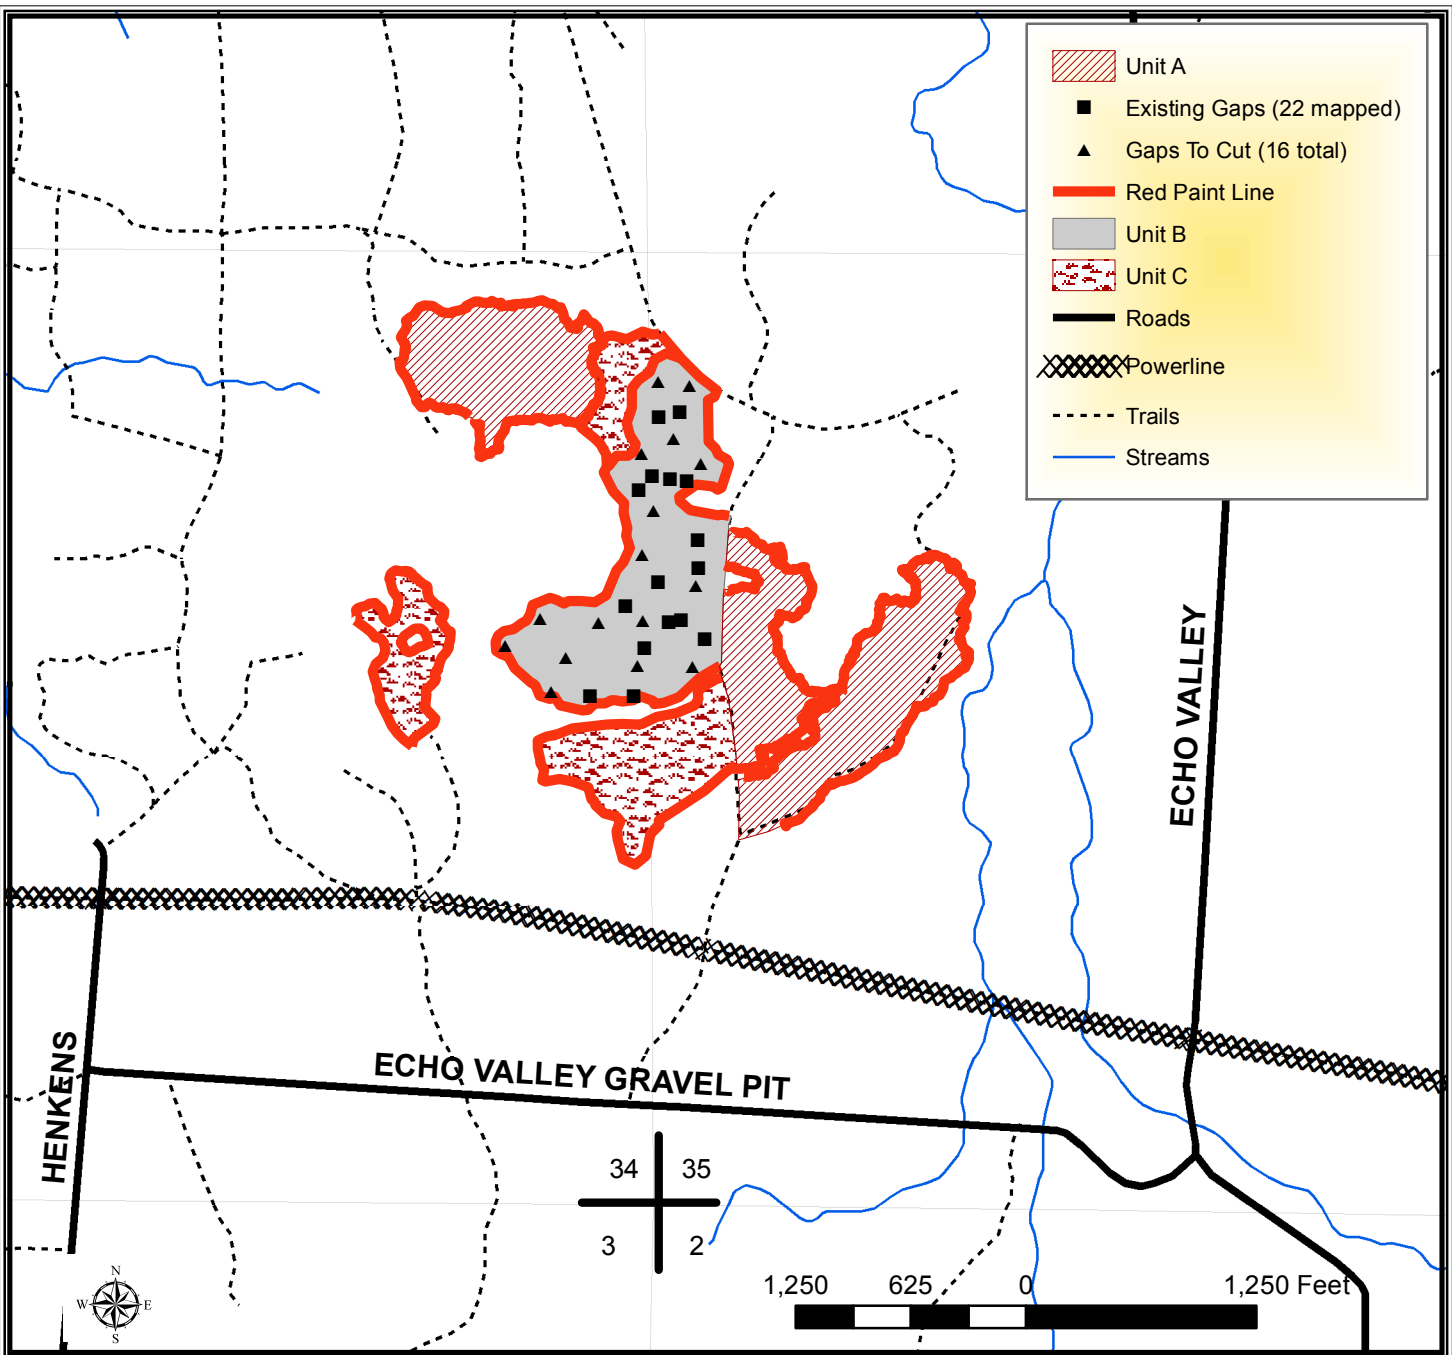 Unit A
Existing Gaps (22 mapped)
Gaps To Cut (16 total)
Red Paint Line
Unit B
Unit C
Roads
Powerline
Trails
Streams
ECHO VALLEY
HENKENS
ECHO VALLEY GRAVEL PIT
34 35
3 2
N
W E
S
1,250 625 0 1,250 Feet